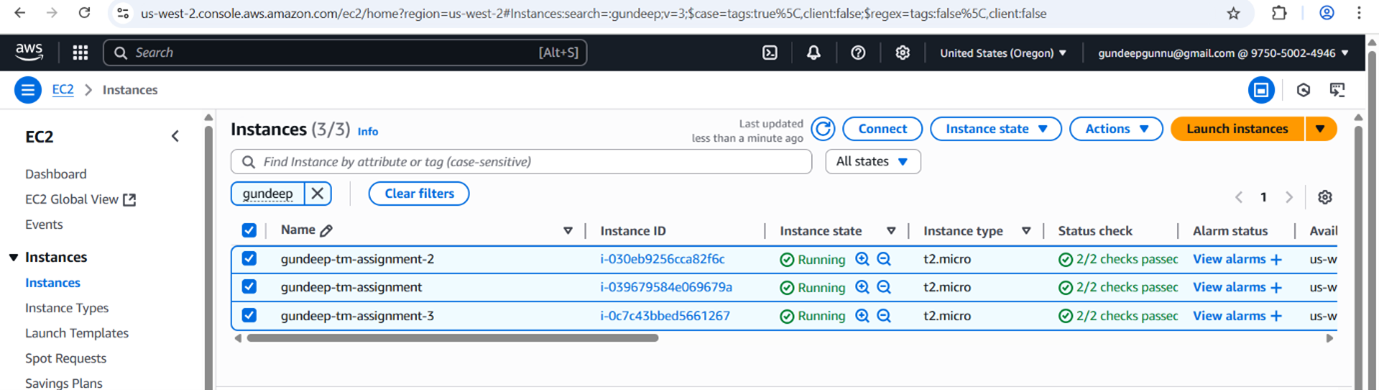 us-west-2.console.aws.amazon.com/ec2/home?region=us-west-2#Instances:search=:gundeep;v=3;$case=tags:true%5C,client:false;$regex=tags:false%5C,client:false
aws Search [Alt+S] United States (Oregon) gundeepgunnu@gmail.com @ 9750-5002-4946
EC2 > Instances
EC2
Dashboard
EC2 Global View
Events
Instances
Instances
Instance Types
Launch Templates
Spot Requests
Savings Plans
Instances (3/3) Info
Last updated
less than a minute ago
Connect Instance state Actions Launch instances
Find Instance by attribute or tag (case-sensitive) All states
gundeep Clear filters
1
Name Instance ID Instance state Instance type Status check Alarm status Avail
gundeep-tm-assignment-2 i-030eb9256cca82f6c Running t2.micro 2/2 checks passec View alarms + us-w
gundeep-tm-assignment i-039679584e069679a Running t2.micro 2/2 checks passec View alarms + us-w
gundeep-tm-assignment-3 i-0c7c43bbed5661267 Running t2.micro 2/2 checks passec View alarms + us-w